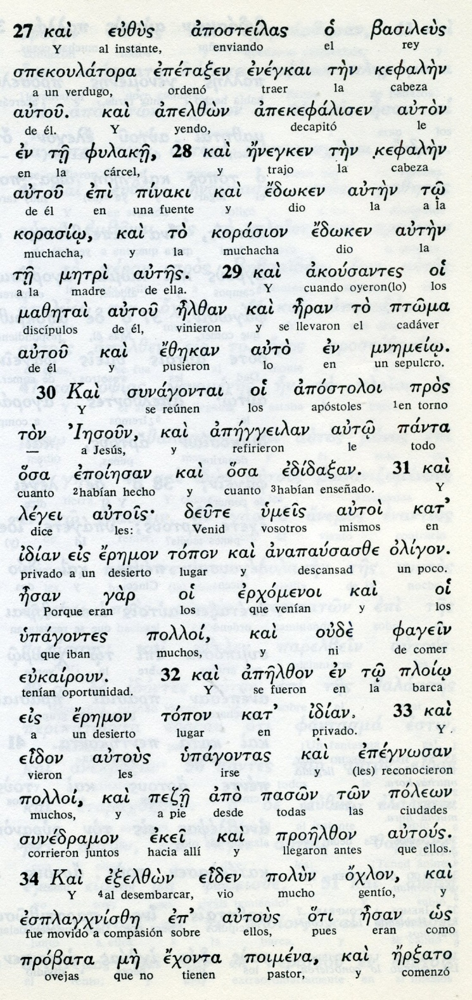 27 καὶ εὐθὺς ἀποστείλας ὁ βασιλεὺς
Y al instante, enviando el rey
σπεκουλάτορα ἐπέταξεν ἐνέγκαι τὴν κεφαλὴν
a un verdugo, ordenó traer la cabeza
αὐτοῦ. καὶ ἀπελθὼν ἀπεκεφάλισεν αὐτὸν
de él. Y yendo, decapitó le
ἐν τῇ φυλακῇ, 28 καὶ ἤνεγκεν τὴν κεφαλὴν
en la cárcel, y trajo la cabeza
αὐτοῦ ἐπὶ πίνακι καὶ ἔδωκεν αὐτὴν τῷ
de él en una fuente y dio la a la
κορασίῳ, καὶ τὸ κοράσιον ἔδωκεν αὐτὴν
muchacha, y la muchacha dio la
τῇ μητρὶ αὐτῆς. 29 καὶ ἀκούσαντες οἱ
a la madre de ella. Y cuando oyeron(lo) los
μαθηταὶ αὐτοῦ ἦλθαν καὶ ἦραν τὸ πτῶμα
discípulos de él, vinieron y se llevaron el cadáver
αὐτοῦ καὶ ἔθηκαν αὐτὸ ἐν μνημείῳ.
de él y pusieron lo en un sepulcro.
30 Καὶ συνάγονται οἱ ἀπόστολοι πρὸς
Y se reúnen los apóstoles 1en torno
τὸν Ἰησοῦν, καὶ ἀπήγγειλαν αὐτῷ πάντα
— a Jesús, y refirieron le todo
ὅσα ἐποίησαν καὶ ὅσα ἐδίδαξαν. 31 καὶ
cuanto 2habían hecho y cuanto 3habían enseñado. Y
λέγει αὐτοῖς· δεῦτε ὑμεῖς αὐτοὶ κατ’
dice les: Venid vosotros mismos en
ἰδίαν εἰς ἔρημον τόπον καὶ ἀναπαύσασθε ὀλίγον.
privado a un desierto lugar y descansad un poco.
ἦσαν γὰρ οἱ ἐρχόμενοι καὶ οἱ
Porque eran los que venían y los
ὑπάγοντες πολλοί, καὶ οὐδὲ φαγεῖν
que iban muchos, y ni de comer
εὐκαίρουν. 32 καὶ ἀπῆλθον ἐν τῷ πλοίῳ
tenían oportunidad. Y se fueron en la barca
εἰς ἔρημον τόπον κατ’ ἰδίαν. 33 καὶ
a un desierto lugar en privado. Y
εἶδον αὐτοὺς ὑπάγοντας καὶ ἐπέγνωσαν
vieron les irse y (les) reconocieron
πολλοί, καὶ πεζῇ ἀπὸ πασῶν τῶν πόλεων
muchos, y a pie desde todas las ciudades
συνέδραμον ἐκεῖ καὶ προῆλθον αὐτούς.
corrieron juntos hacia allí y llegaron antes que ellos.
34 Καὶ ἐξελθὼν εἶδεν πολὺν ὄχλον, καὶ
Y 4al desembarcar, vio mucho gentío, y
ἐσπλαγχνίσθη ἐπ’ αὐτοὺς ὅτι ἦσαν ὡς
fue movido a compasión sobre ellos, pues eran como
πρόβατα μὴ ἔχοντα ποιμένα, καὶ ἤρξατο
ovejas que no tienen pastor, y comenzó